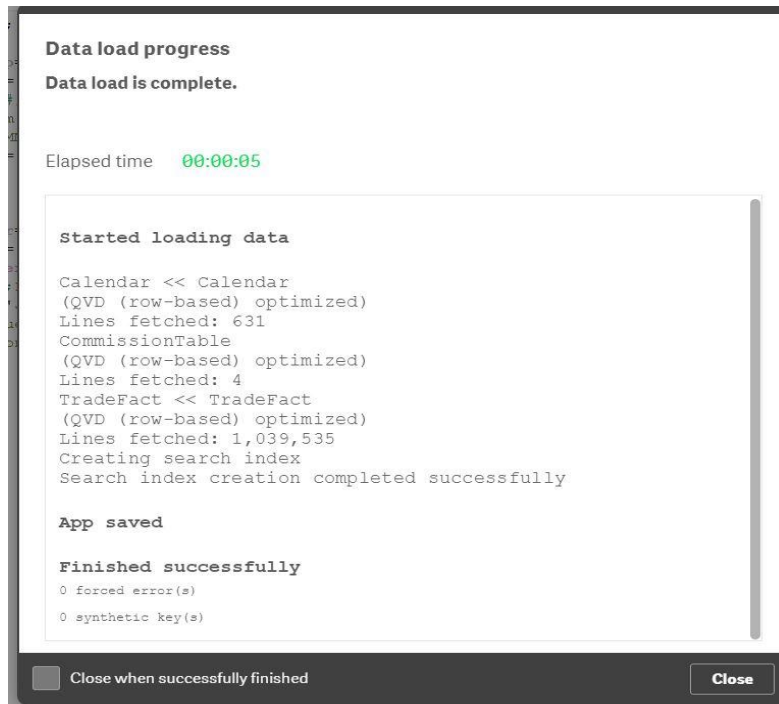 Data load progress
Data load is complete.
Elapsed time 00:00:05
Started loading data
Calendar << Calendar
(QVD (row-based) optimized)
Lines fetched: 631
CommissionTable
(QVD (row-based) optimized)
Lines fetched: 4
TradeFact << TradeFact
(QVD (row-based) optimized)
Lines fetched: 1,039,535
Creating search index
Search index creation completed successfully
App saved
Finished successfully
0 forced error(s)
0 synthetic key(s)
Close when successfully finished
Close